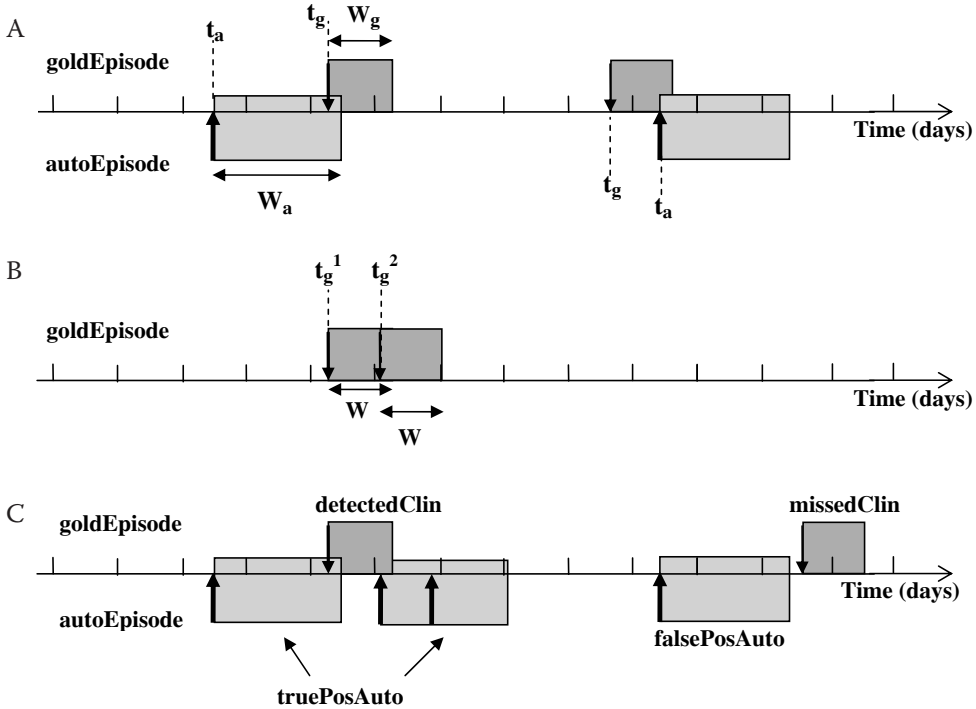 A
t_a
t_g
W_g
goldEpisode
Time (days)
autoEpisode
W_a
t_g
t_a
B
t_g^1
t_g^2
goldEpisode
Time (days)
W
W
C
detectedClin
missedClin
goldEpisode
Time (days)
autoEpisode
falsePosAuto
truePosAuto